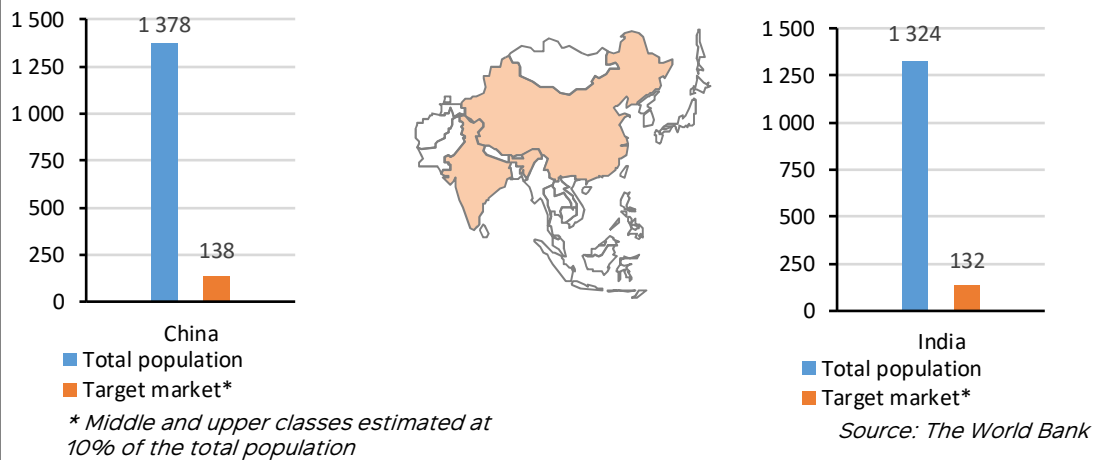 1 500
1 250
1 000
750
500
250
0
1 378
138
China
Total population
Target market*
* Middle and upper classes estimated at
10% of the total population
1 500
1 250
1 000
750
500
250
0
1 324
132
India
Total population
Target market*
Source: The World Bank